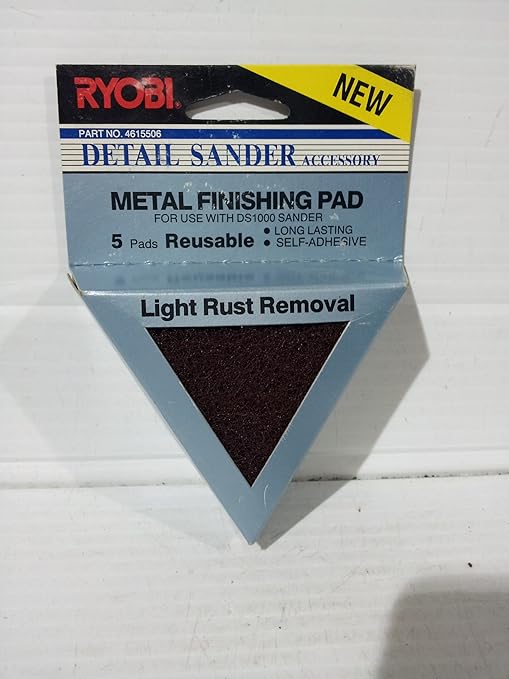 RYOBI.
NEW
PART NO. 4615506
DETAIL SANDER ACCESSORY
METAL FINISHING PAD
FOR USE WITH DS1000 SANDER
5 Pads Reusable
• LONG LASTING
• SELF-ADHESIVE
Light Rust Removal